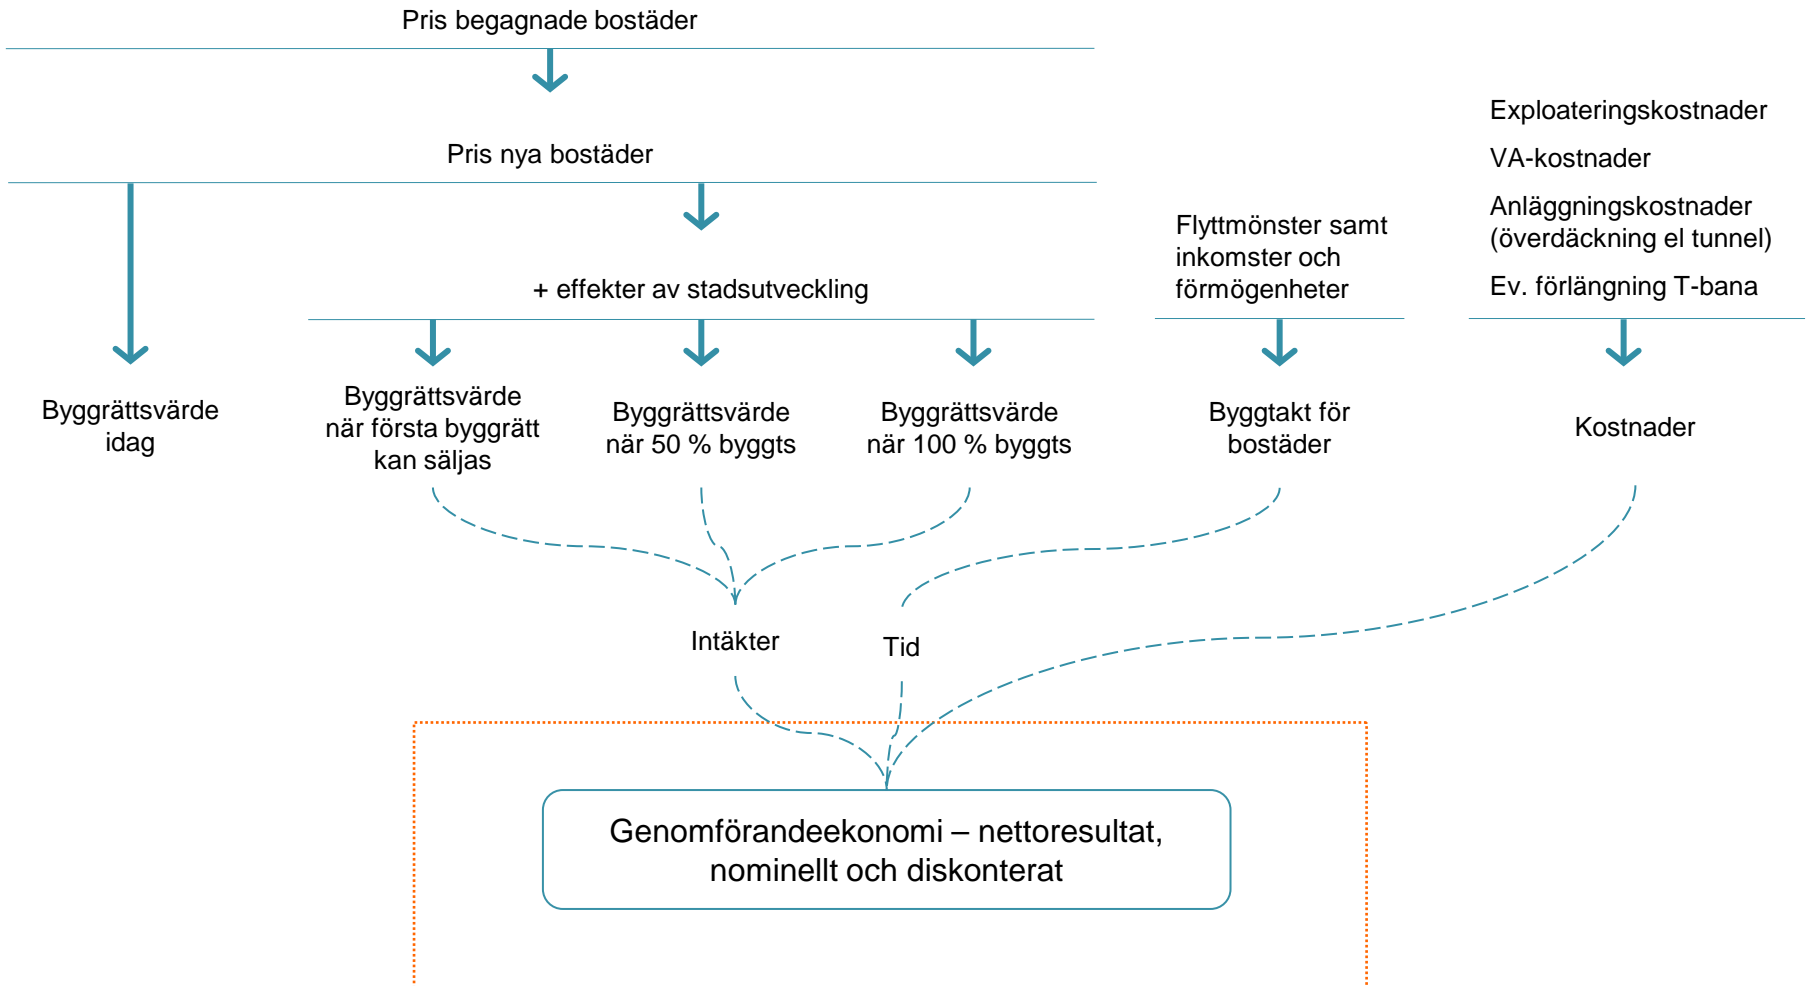 Pris begagnade bostäder
Pris nya bostäder
+ effekter av stadsutveckling
Flyttmönster samt
inkomster och
förmögenheter
Exploateringskostnader
VA-kostnader
Anläggningskostnader
(överdäckning el tunnel)
Ev. förlängning T-bana
Byggrättsvärde
idag
Byggrättsvärde
när första byggrätt
kan säljas
Byggrättsvärde
när 50 % byggts
Byggrättsvärde
när 100 % byggts
Byggtakt för
bostäder
Kostnader
Intäkter
Tid
Genomförandeekonomi – nettoresultat,
nominellt och diskonterat